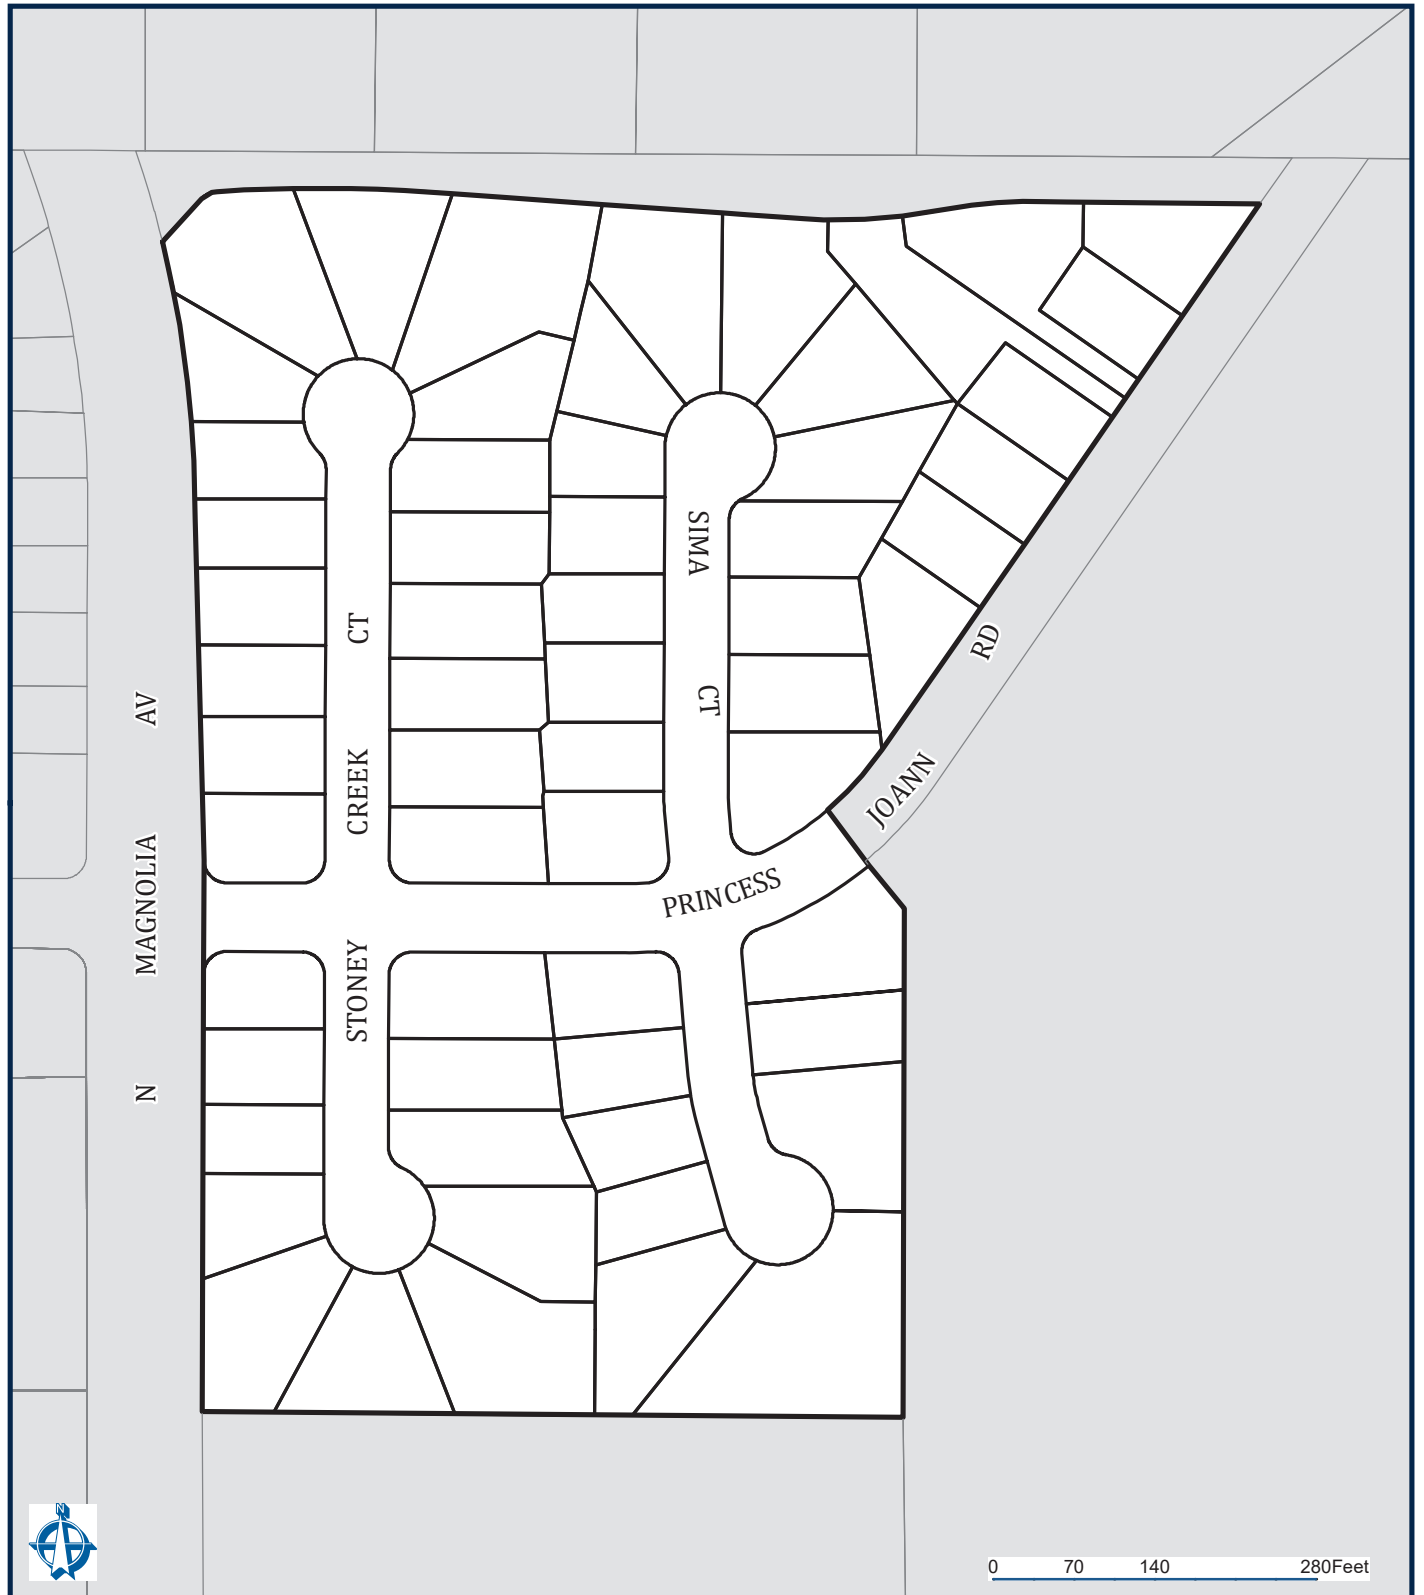 SIMA CT
STONEY CREEK CT
N MAGNOLIA AV
PRINCESS JOANN RD
N
0 70 140 280Feet